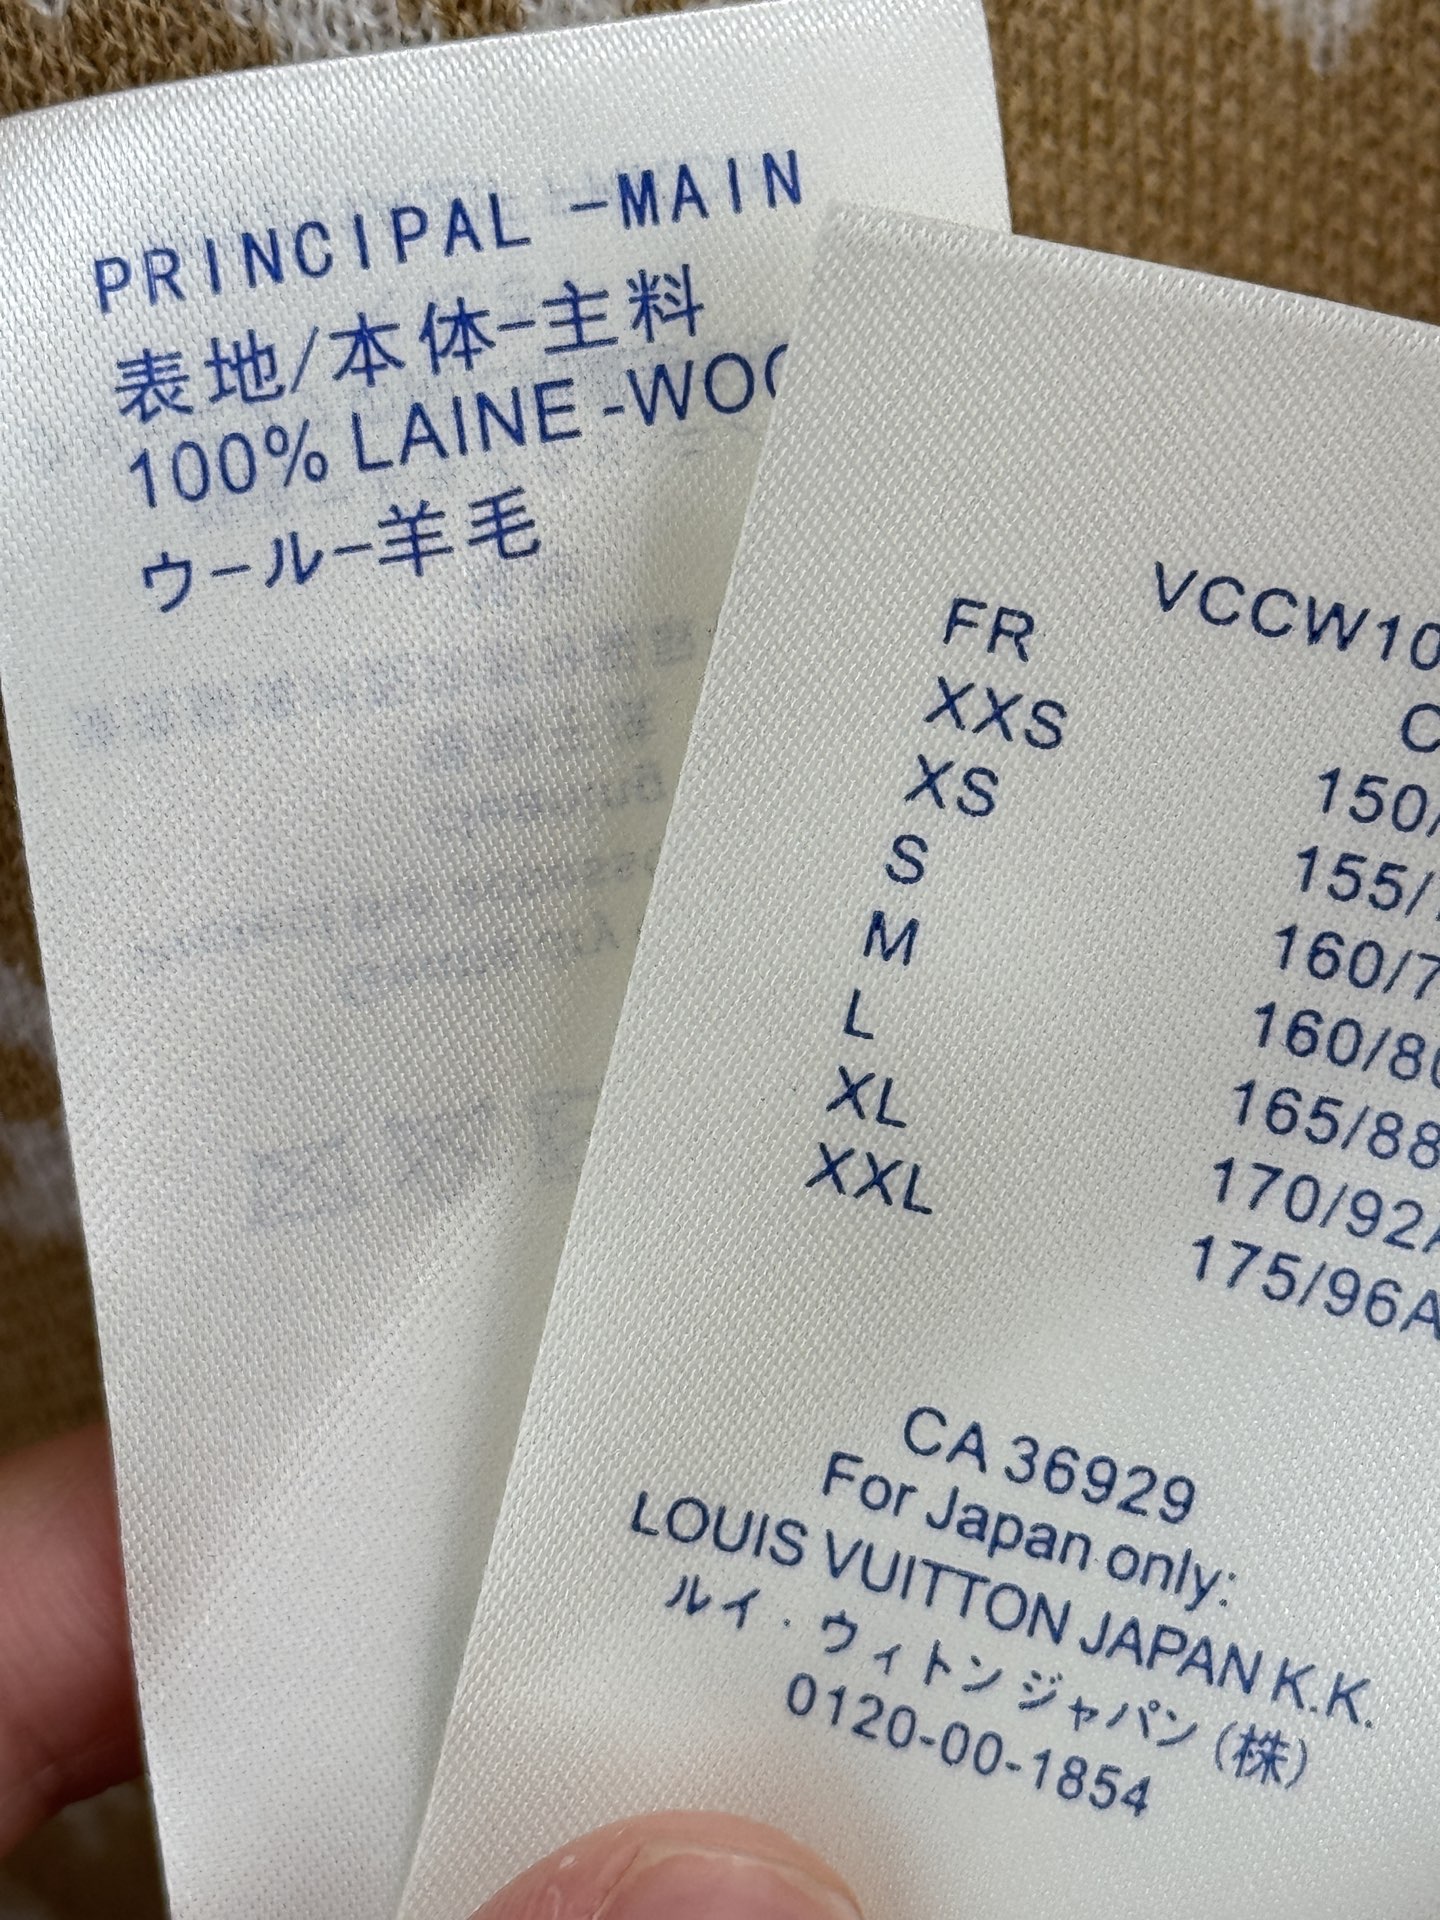 PRINCIPAL -MAIN
表地/本体-主料
100% LAINE -WOO
ウール-羊毛
VCCW10
FR C
XXS 150/
XS 155/
S 160/7
M 160/80
L 165/88
XL 170/92A
XXL 175/96A
CA 36929
For Japan only:
LOUIS VUITTON JAPAN K.K.
ルイ・ウィトンジャパン(株)
0120-00-1854